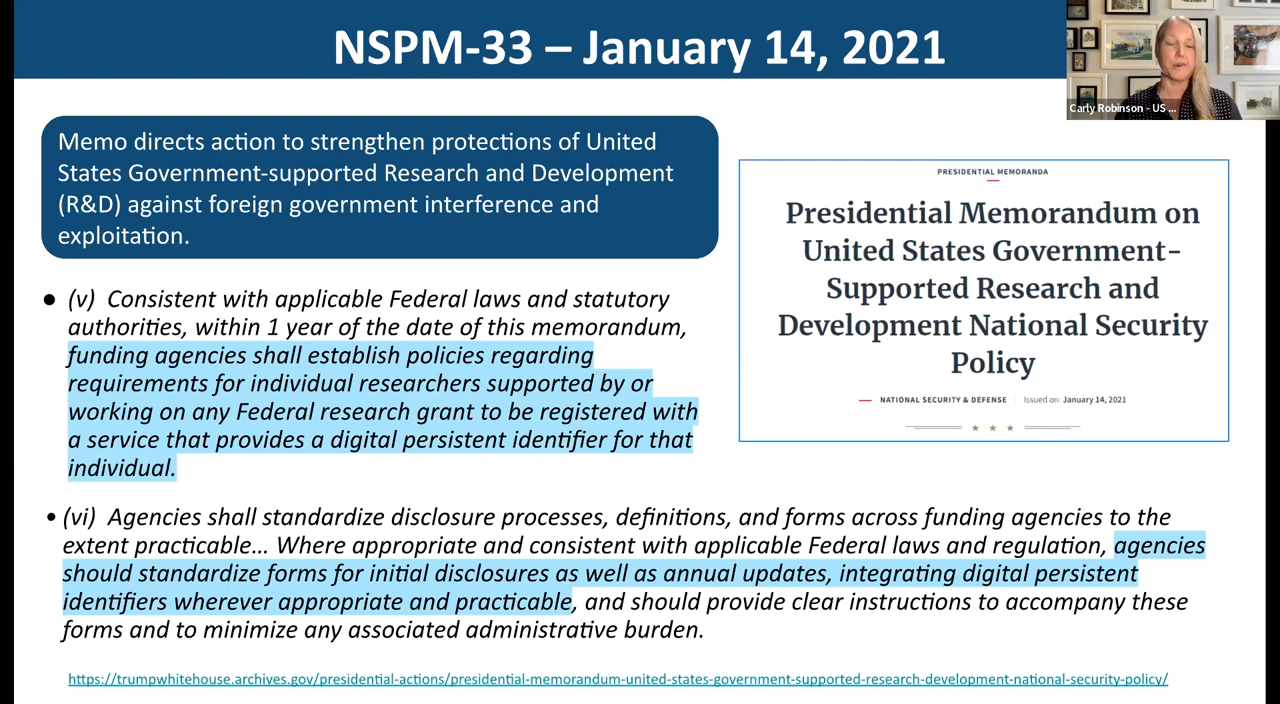 NSPM-33 – January 14, 2021
Carly Robinson - US ...
Memo directs action to strengthen protections of United
States Government-supported Research and Development
(R&D) against foreign government interference and
exploitation.
PRESIDENTIAL MEMORANDA
Presidential Memorandum on
United States Government-
Supported Research and
Development National Security
Policy
NATIONAL SECURITY & DEFENSE | Issued on: January 14, 2021
● (v) Consistent with applicable Federal laws and statutory
authorities, within 1 year of the date of this memorandum,
funding agencies shall establish policies regarding
requirements for individual researchers supported by or
working on any Federal research grant to be registered with
a service that provides a digital persistent identifier for that
individual.
• (vi) Agencies shall standardize disclosure processes, definitions, and forms across funding agencies to the
extent practicable... Where appropriate and consistent with applicable Federal laws and regulation, agencies
should standardize forms for initial disclosures as well as annual updates, integrating digital persistent
identifiers wherever appropriate and practicable, and should provide clear instructions to accompany these
forms and to minimize any associated administrative burden.
https://trumpwhitehouse.archives.gov/presidential-actions/presidential-memorandum-united-states-government-supported-research-development-national-security-policy/